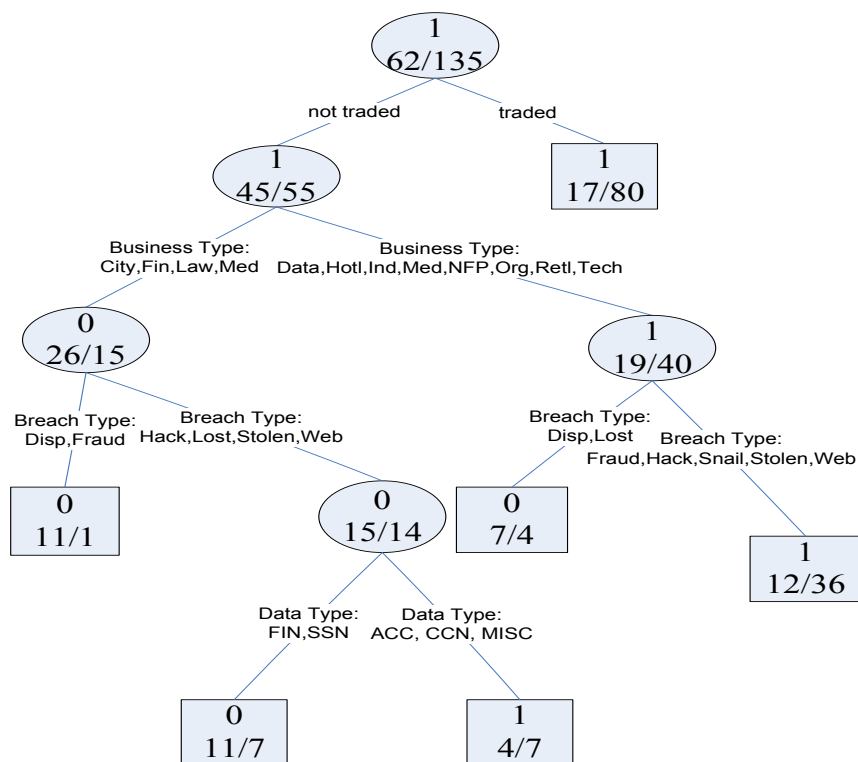 1
62/135
not traded
traded
1
45/55
1
17/80
Business Type:
City,Fin,Law,Med
Business Type:
Data,Hotl,Ind,Med,NFP,Org,Retl,Tech
0
26/15
1
19/40
Breach Type:
Disp,Fraud
Breach Type:
Hack,Lost,Stolen,Web
Breach Type:
Disp,Lost
Breach Type:
Fraud,Hack,Snail,Stolen,Web
0
11/1
0
15/14
0
7/4
1
12/36
Data Type:
FIN,SSN
Data Type:
ACC, CCN, MISC
0
11/7
1
4/7